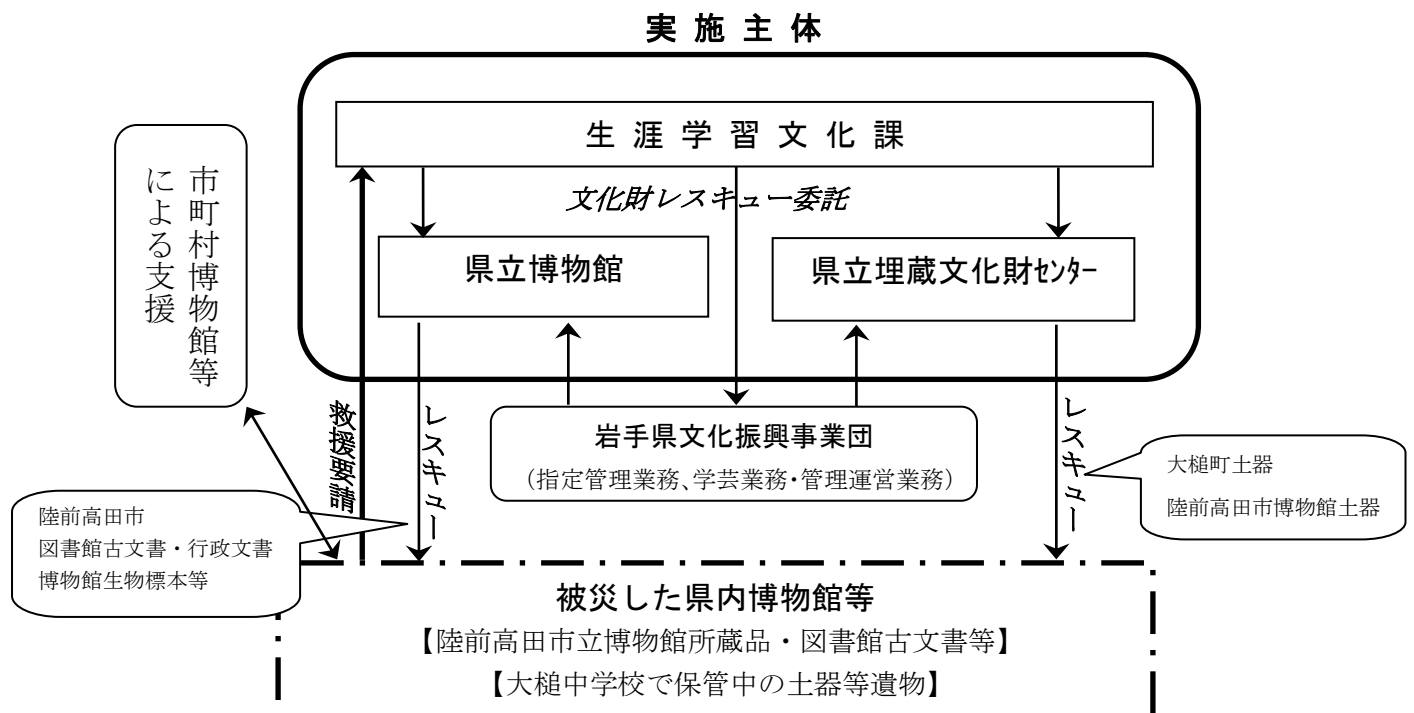 実施主体
生涯学習文化課
文化財レスキュー委託
県立博物館
県立埋蔵文化財センター
市町村博物館等
による支援
救援要請
レスキュー
岩手県文化振興事業団
（指定管理業務、学芸業務・管理運営業務）
レスキュー
大槌町土器
陸前高田市博物館土器
陸前高田市
図書館古文書・行政文書
博物館生物標本等
被災した県内博物館等
【陸前高田市立博物館所蔵品・図書館古文書等】
【大槌中学校で保管中の土器等遺物】